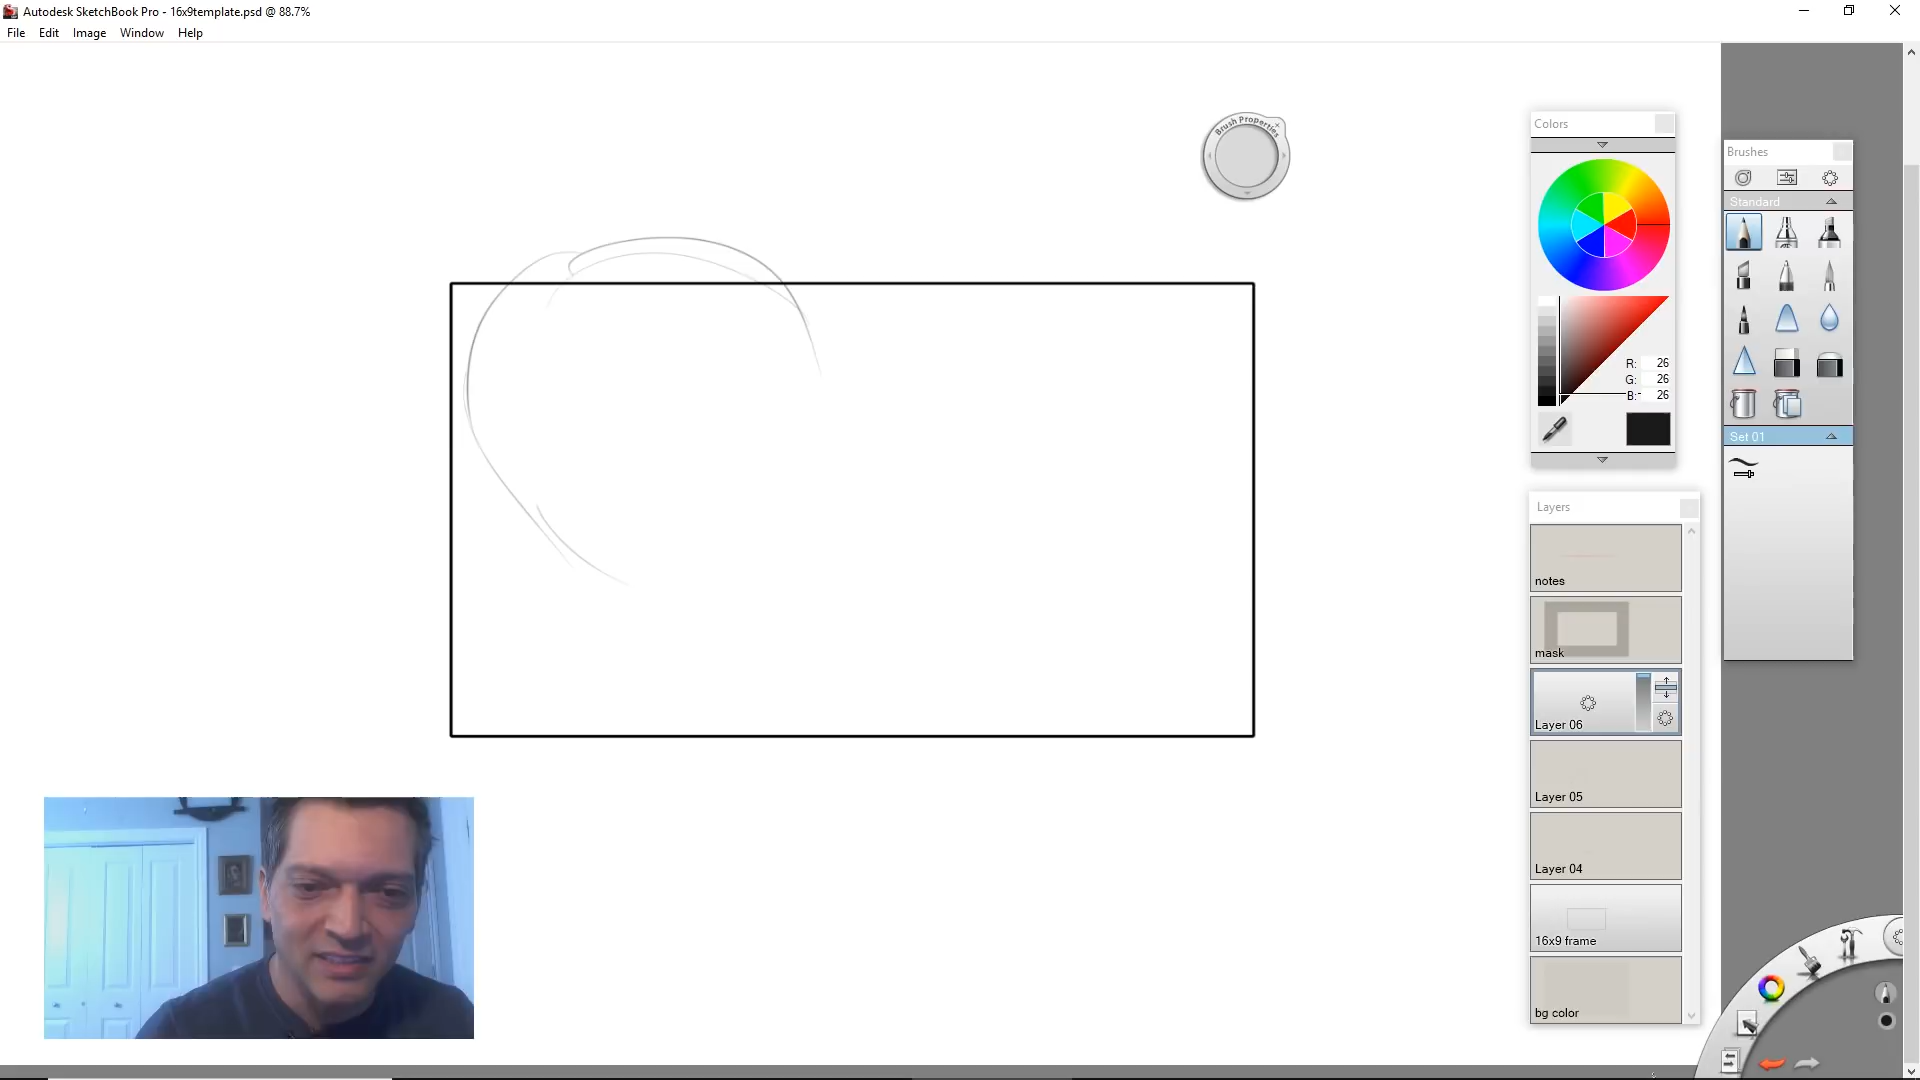 Autodesk SketchBook Pro - 16x9template.psd @ 88.7%
File Edit Image Window Help
Brush Properties
Colors
R: 26
G: 26
B: 26
Brushes
Standard
Set 01
Layers
notes
mask
Layer 06
Layer 05
Layer 04
16x9 frame
bg color